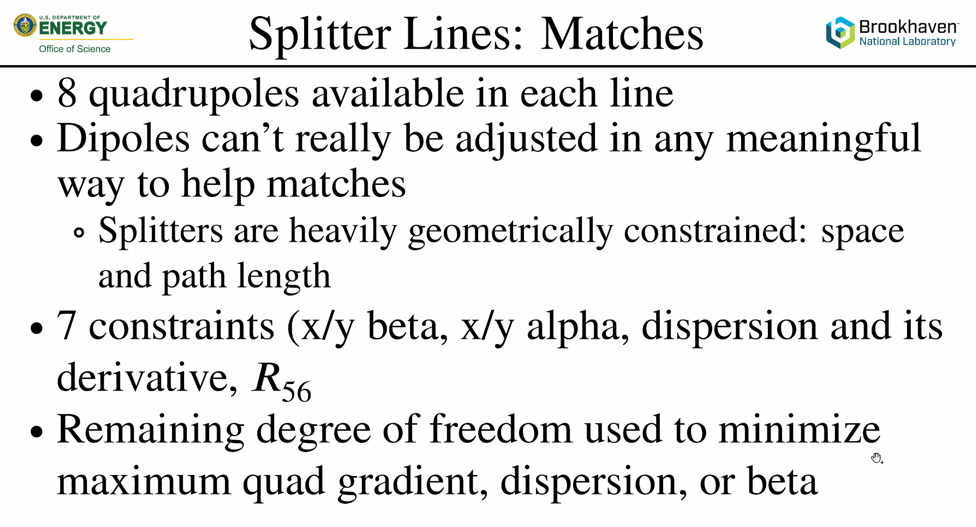 U.S. DEPARTMENT OF
ENERGY
Office of Science
Splitter Lines: Matches
Brookhaven™
National Laboratory
• 8 quadrupoles available in each line
• Dipoles can’t really be adjusted in any meaningful
way to help matches
∘ Splitters are heavily geometrically constrained: space
and path length
• 7 constraints (x/y beta, x/y alpha, dispersion and its
derivative, R56
• Remaining degree of freedom used to minimize
maximum quad gradient, dispersion, or beta